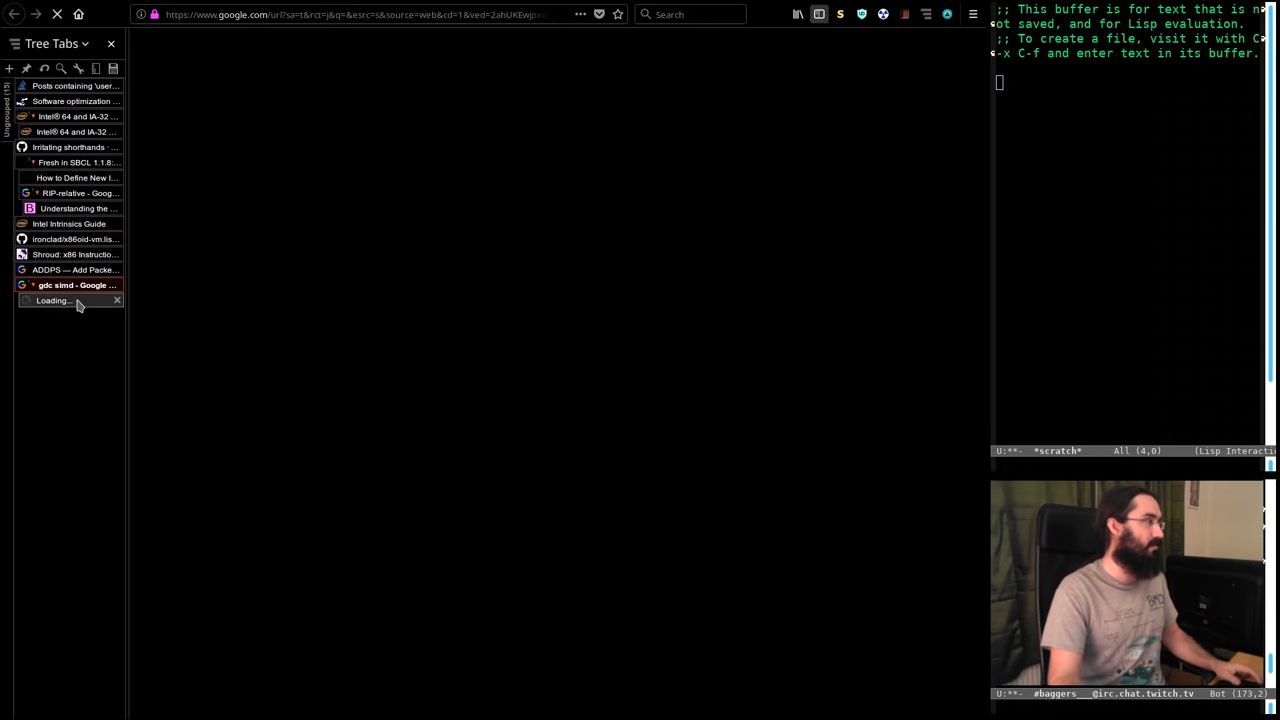 https://www.google.com/url?sa=t&rct=j&q=&esrc=s&source=web&cd=1&ved=2ahUKEwjpx
Search
Tree Tabs
Ungrouped (15)
Posts containing 'user...
Software optimization ...
Intel® 64 and IA-32 ...
Intel® 64 and IA-32 ...
Irritating shorthands · ...
Fresh in SBCL 1.1.8:...
How to Define New I...
RIP-relative - Goog...
Understanding the ...
Intel Intrinsics Guide
ironclad/x86oid-vm.lis...
Shroud: x86 Instructio...
ADDPS — Add Packe...
gdc simd - Google ...
Loading...
;; This buffer is for text that is n
ot saved, and for Lisp evaluation.
;; To create a file, visit it with C
-x C-f and enter text in its buffer.
U:**- *scratch* All (4,0) (Lisp Interacti
BMO
U:**- #baggers___@irc.chat.twitch.tv Bot (173,2)